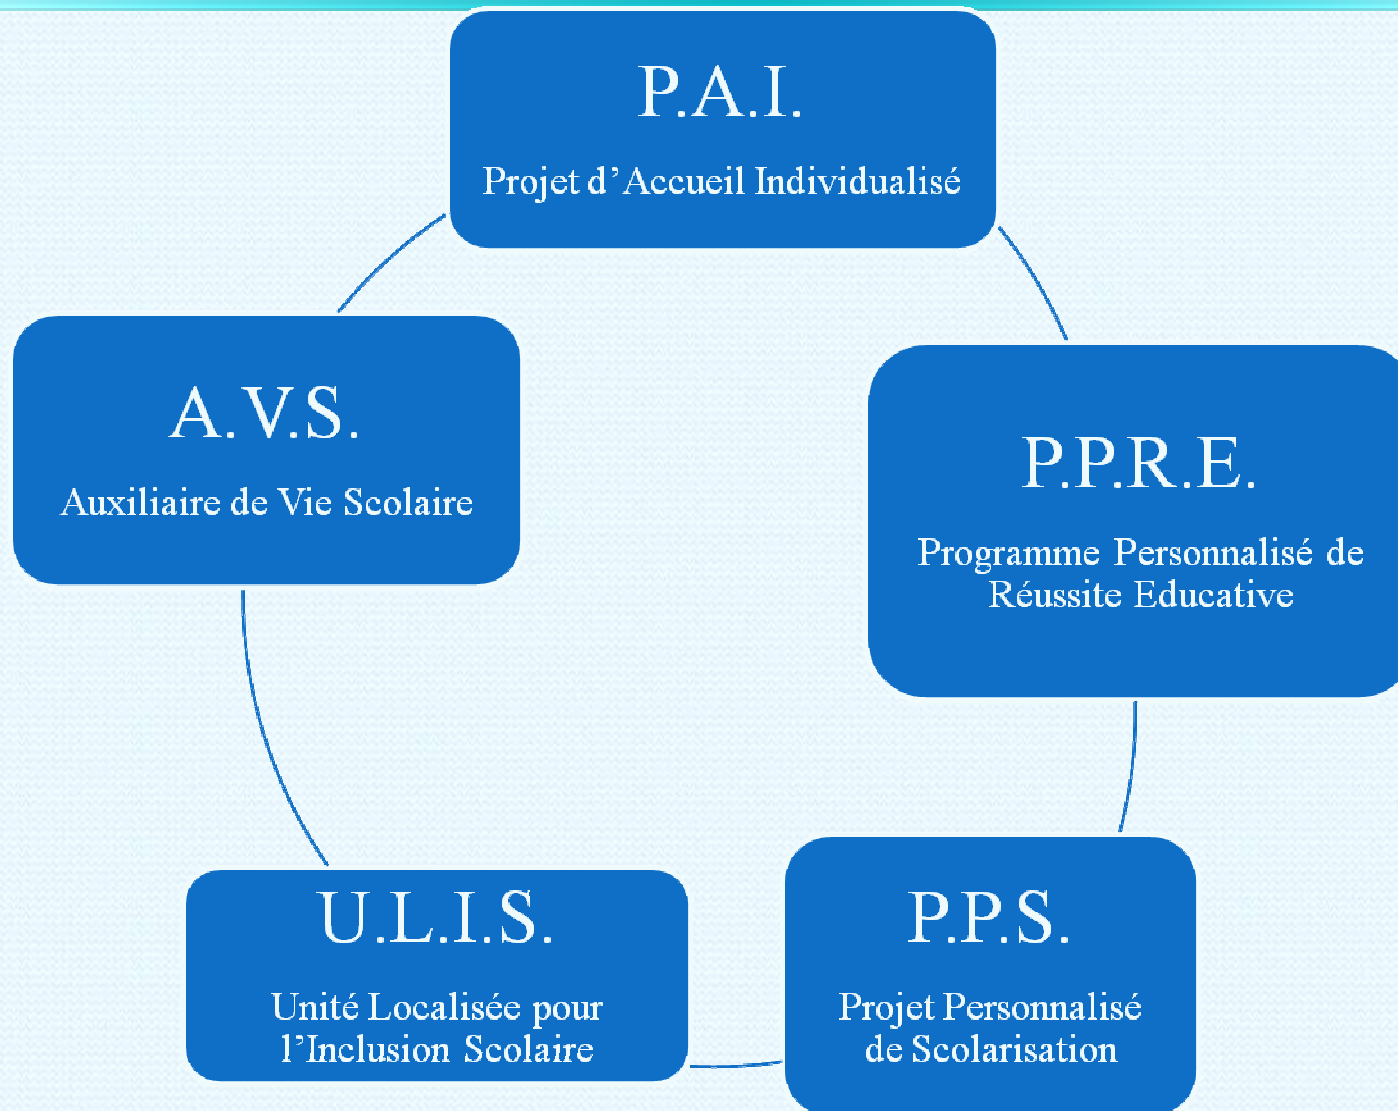 P.A.I.
Projet d’Accueil Individualisé
A.V.S.
Auxiliaire de Vie Scolaire
P.P.R.E.
Programme Personnalisé de
Réussite Educative
U.L.I.S.
Unité Localisée pour
l’Inclusion Scolaire
P.P.S.
Projet Personnalisé
de Scolarisation